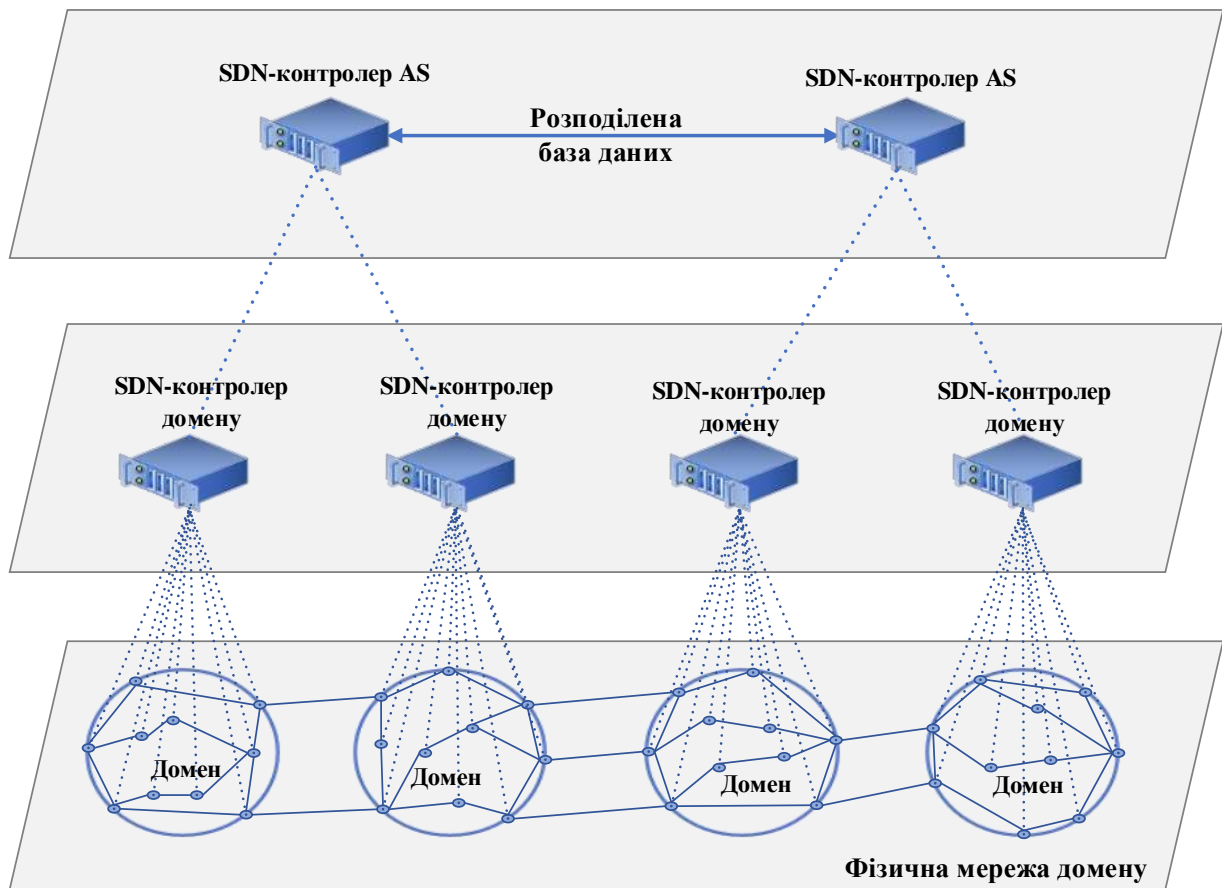 SDN-контролер AS
SDN-контролер AS
Розподілена
база даних
SDN-контролер
домену
SDN-контролер
домену
SDN-контролер
домену
SDN-контролер
домену
Домен
Домен
Домен
Домен
Фізична мережа домену